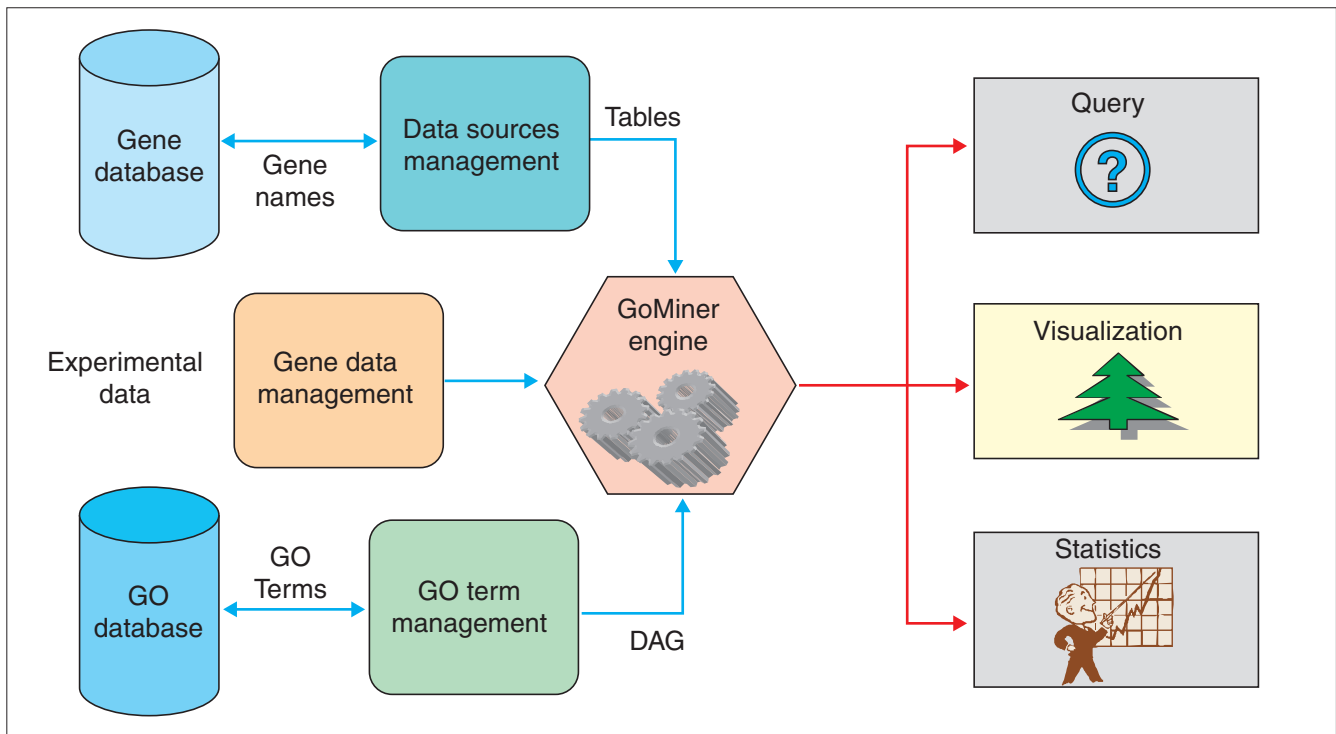 Gene
database
Gene
names
Data sources
management
Tables
Query
?
Experimental
data
Gene data
management
GoMiner
engine
Visualization
GO
database
GO
Terms
GO term
management
DAG
Statistics